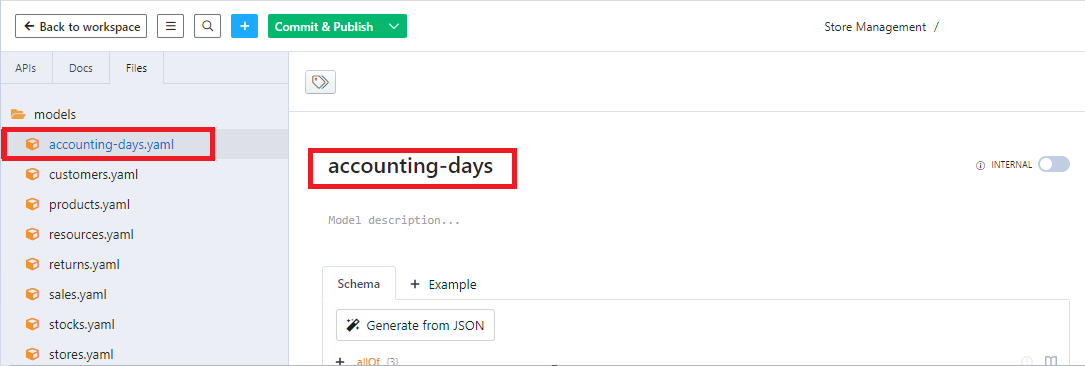 Back to workspace
Commit & Publish
Store Management /
APIs
Docs
Files
models
accounting-days.yaml
customers.yaml
products.yaml
resources.yaml
returns.yaml
sales.yaml
stocks.yaml
stores.yaml
accounting-days
INTERNAL
Model description...
Schema
+ Example
Generate from JSON
+ allOf {3}